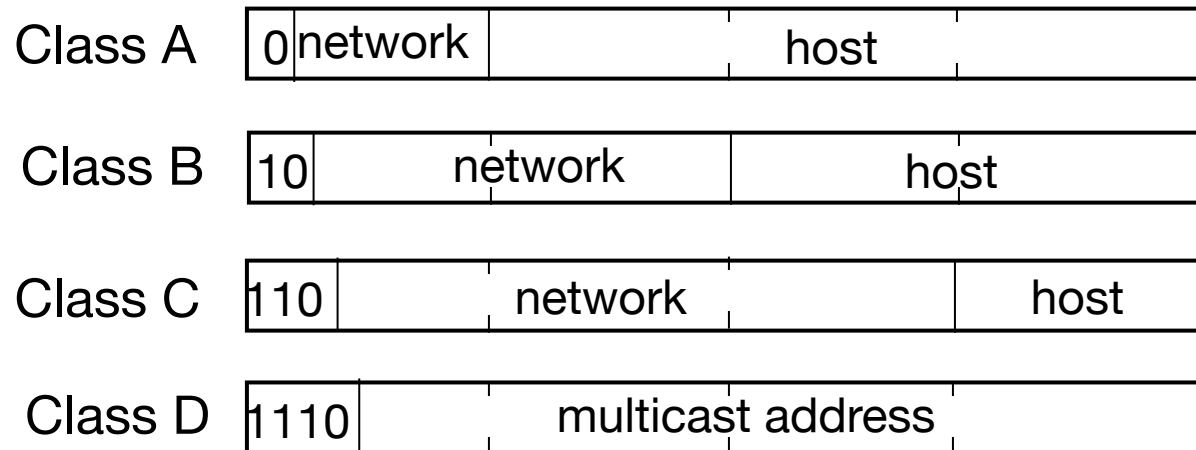 Class A 0 network host
Class B 10 network host
Class C 110 network host
Class D 1110 multicast address